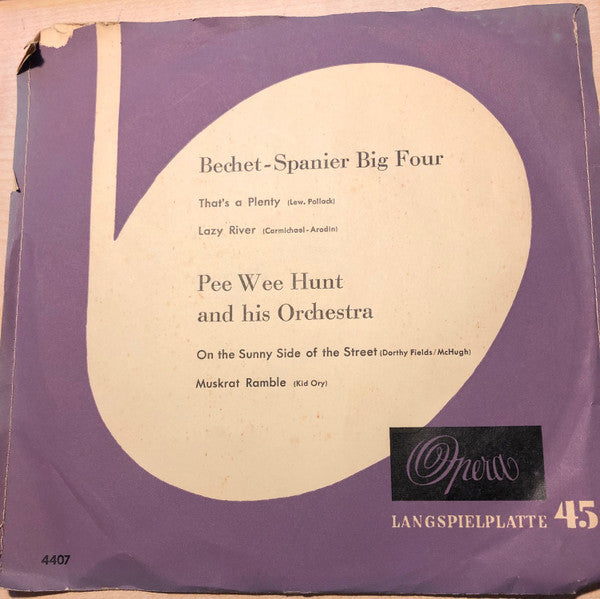 Bechet-Spanier Big Four
That's a Plenty (Lew. Pollack)
Lazy River (Carmichael-Arodin)
Pee Wee Hunt
and his Orchestra
On the Sunny Side of the Street (Dorthy Fields/McHugh)
Muskrat Ramble (Kid Ory)
Opera
LANGSPIELPLATTE 45
4407